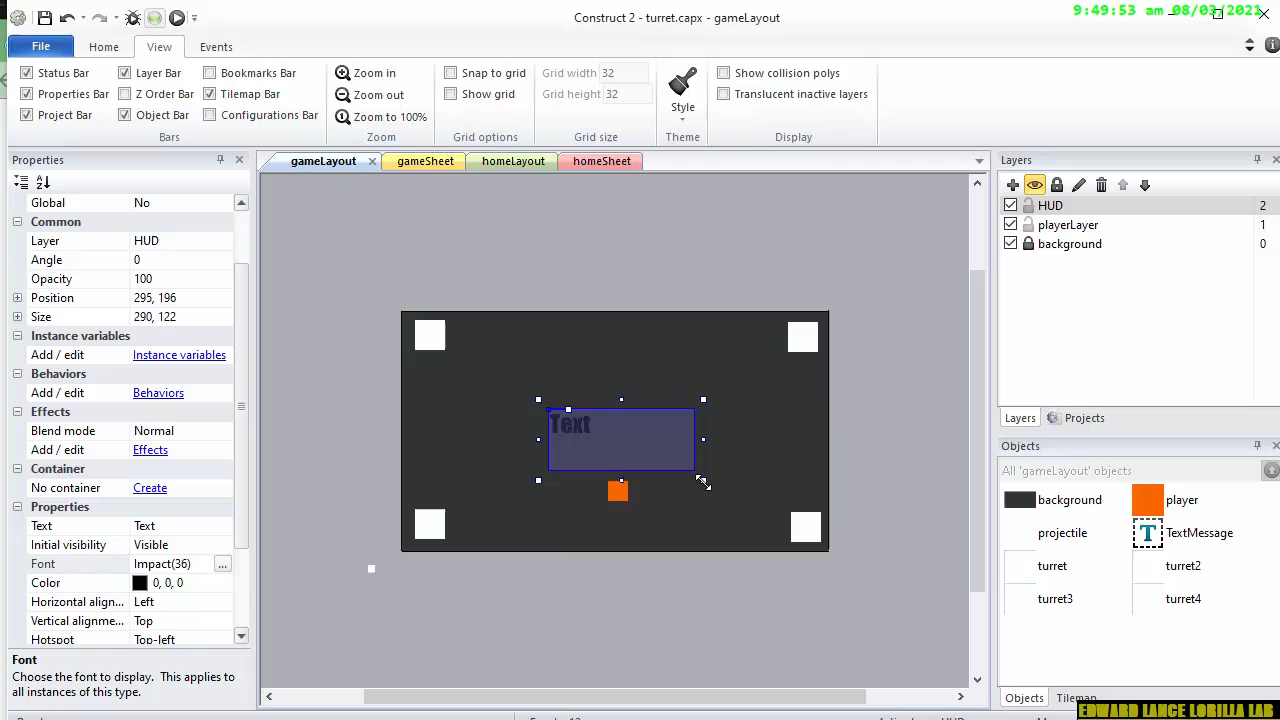 Construct 2 - turret.capx - gameLayout
9:49:53 am 08/03/2021
File
Home
View
Events
Status Bar
Layer Bar
Bookmarks Bar
Properties Bar
Z Order Bar
Tilemap Bar
Project Bar
Object Bar
Configurations Bar
Bars
Zoom in
Zoom out
Zoom to 100%
Zoom
Snap to grid
Show grid
Grid options
Grid width 32
Grid height 32
Grid size
Style
Theme
Show collision polys
Translucent inactive layers
Display
Properties
gameLayout
gameSheet
homeLayout
homeSheet
Global No
Common
Layer HUD
Angle 0
Opacity 100
Position 295, 196
Size 290, 122
Instance variables
Add / edit Instance variables
Behaviors
Add / edit Behaviors
Effects
Blend mode Normal
Add / edit Effects
Container
No container Create
Properties
Text Text
Initial visibility Visible
Font Impact(36) ...
Color 0, 0, 0
Horizontal align... Left
Vertical alignme... Top
Hotspot Top-left
Font
Choose the font to display. This applies to
all instances of this type.
Text
Layers
HUD 2
playerLayer 1
background 0
Layers
Projects
Objects
All 'gameLayout' objects
background
player
projectile
TextMessage
turret
turret2
turret3
turret4
Objects
Tilemap
EDWARD LANCE LORILLA LAB